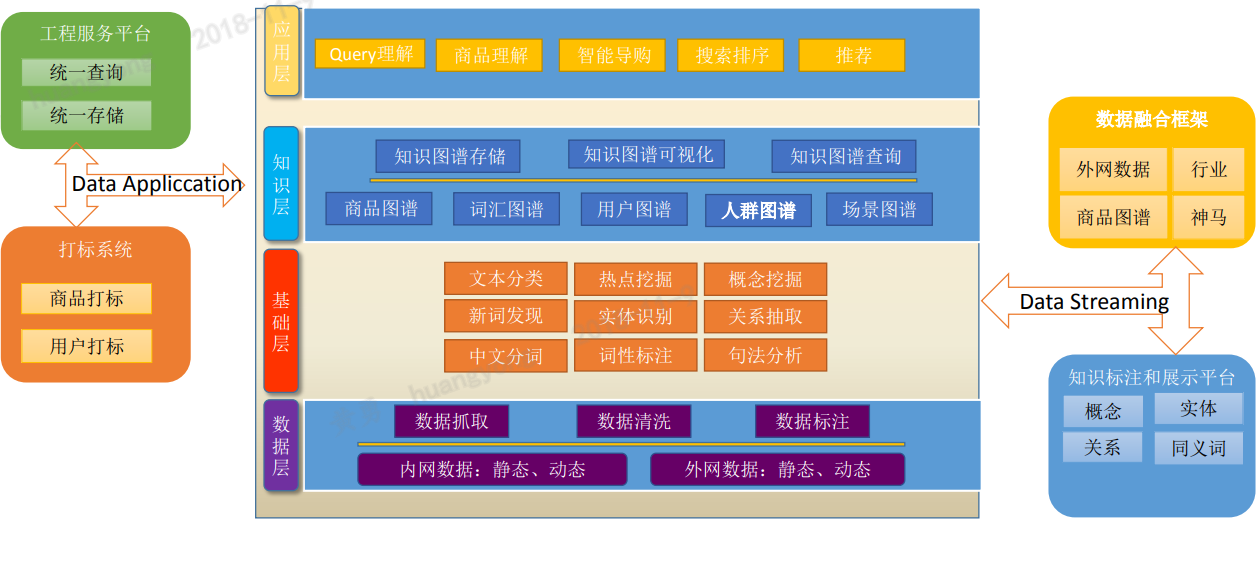 工程服务平台
统一查询
统一存储
Data Appliccation
打标系统
商品打标
用户打标
应用层
Query理解
商品理解
智能导购
搜索排序
推荐
知识层
知识图谱存储
知识图谱可视化
知识图谱查询
商品图谱
词汇图谱
用户图谱
人群图谱
场景图谱
基础层
文本分类
热点挖掘
概念挖掘
新词发现
实体识别
关系抽取
中文分词
词性标注
句法分析
数据层
数据抓取
数据清洗
数据标注
内网数据：静态、动态
外网数据：静态、动态
数据融合框架
外网数据
行业
商品图谱
神马
Data Streaming
知识标注和展示平台
概念
实体
关系
同义词